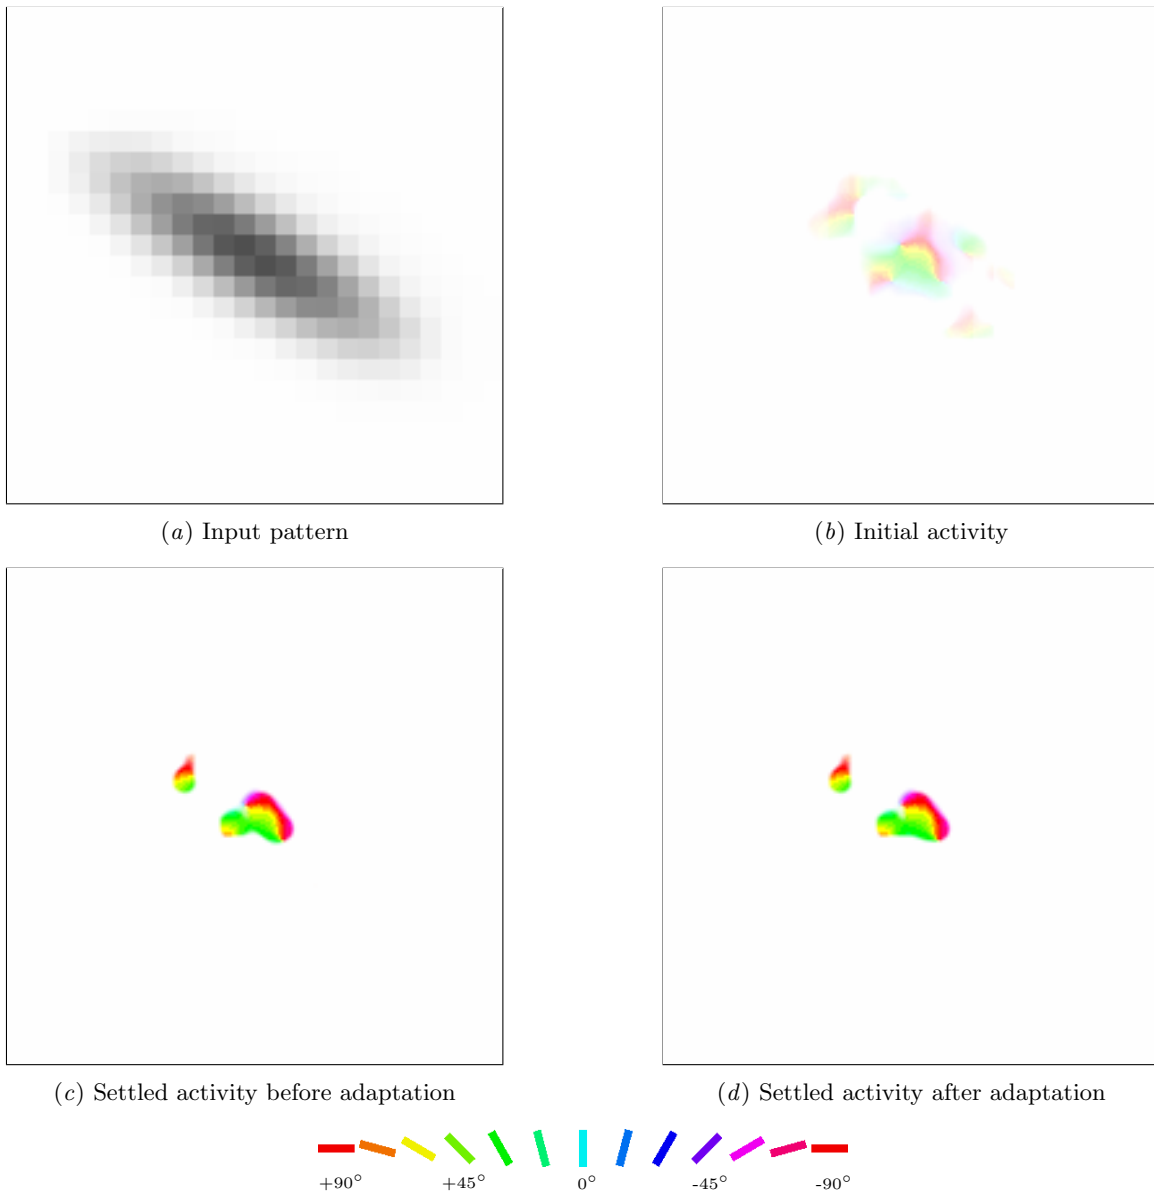 (a) Input pattern
(b) Initial activity
(c) Settled activity before adaptation
(d) Settled activity after adaptation
+90° +45° 0° -45° -90°